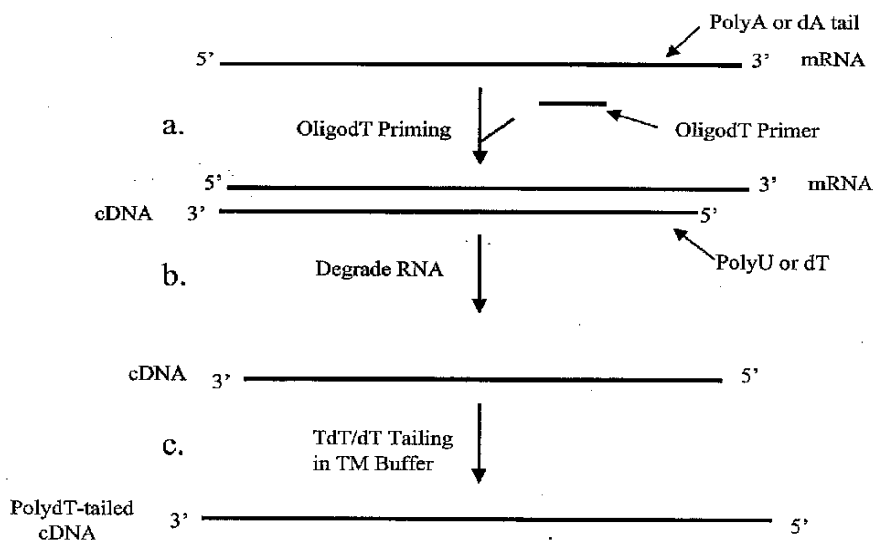 PolyA or dA tail
5’ 3’ mRNA
a. OligodT Priming OligodT Primer
5’ 3’ mRNA
cDNA 3’ 5’
PolyU or dT
b. Degrade RNA
cDNA 3’ 5’
c. TdT/dT Tailing
in TM Buffer
PolydT-tailed
cDNA 3’ 5’